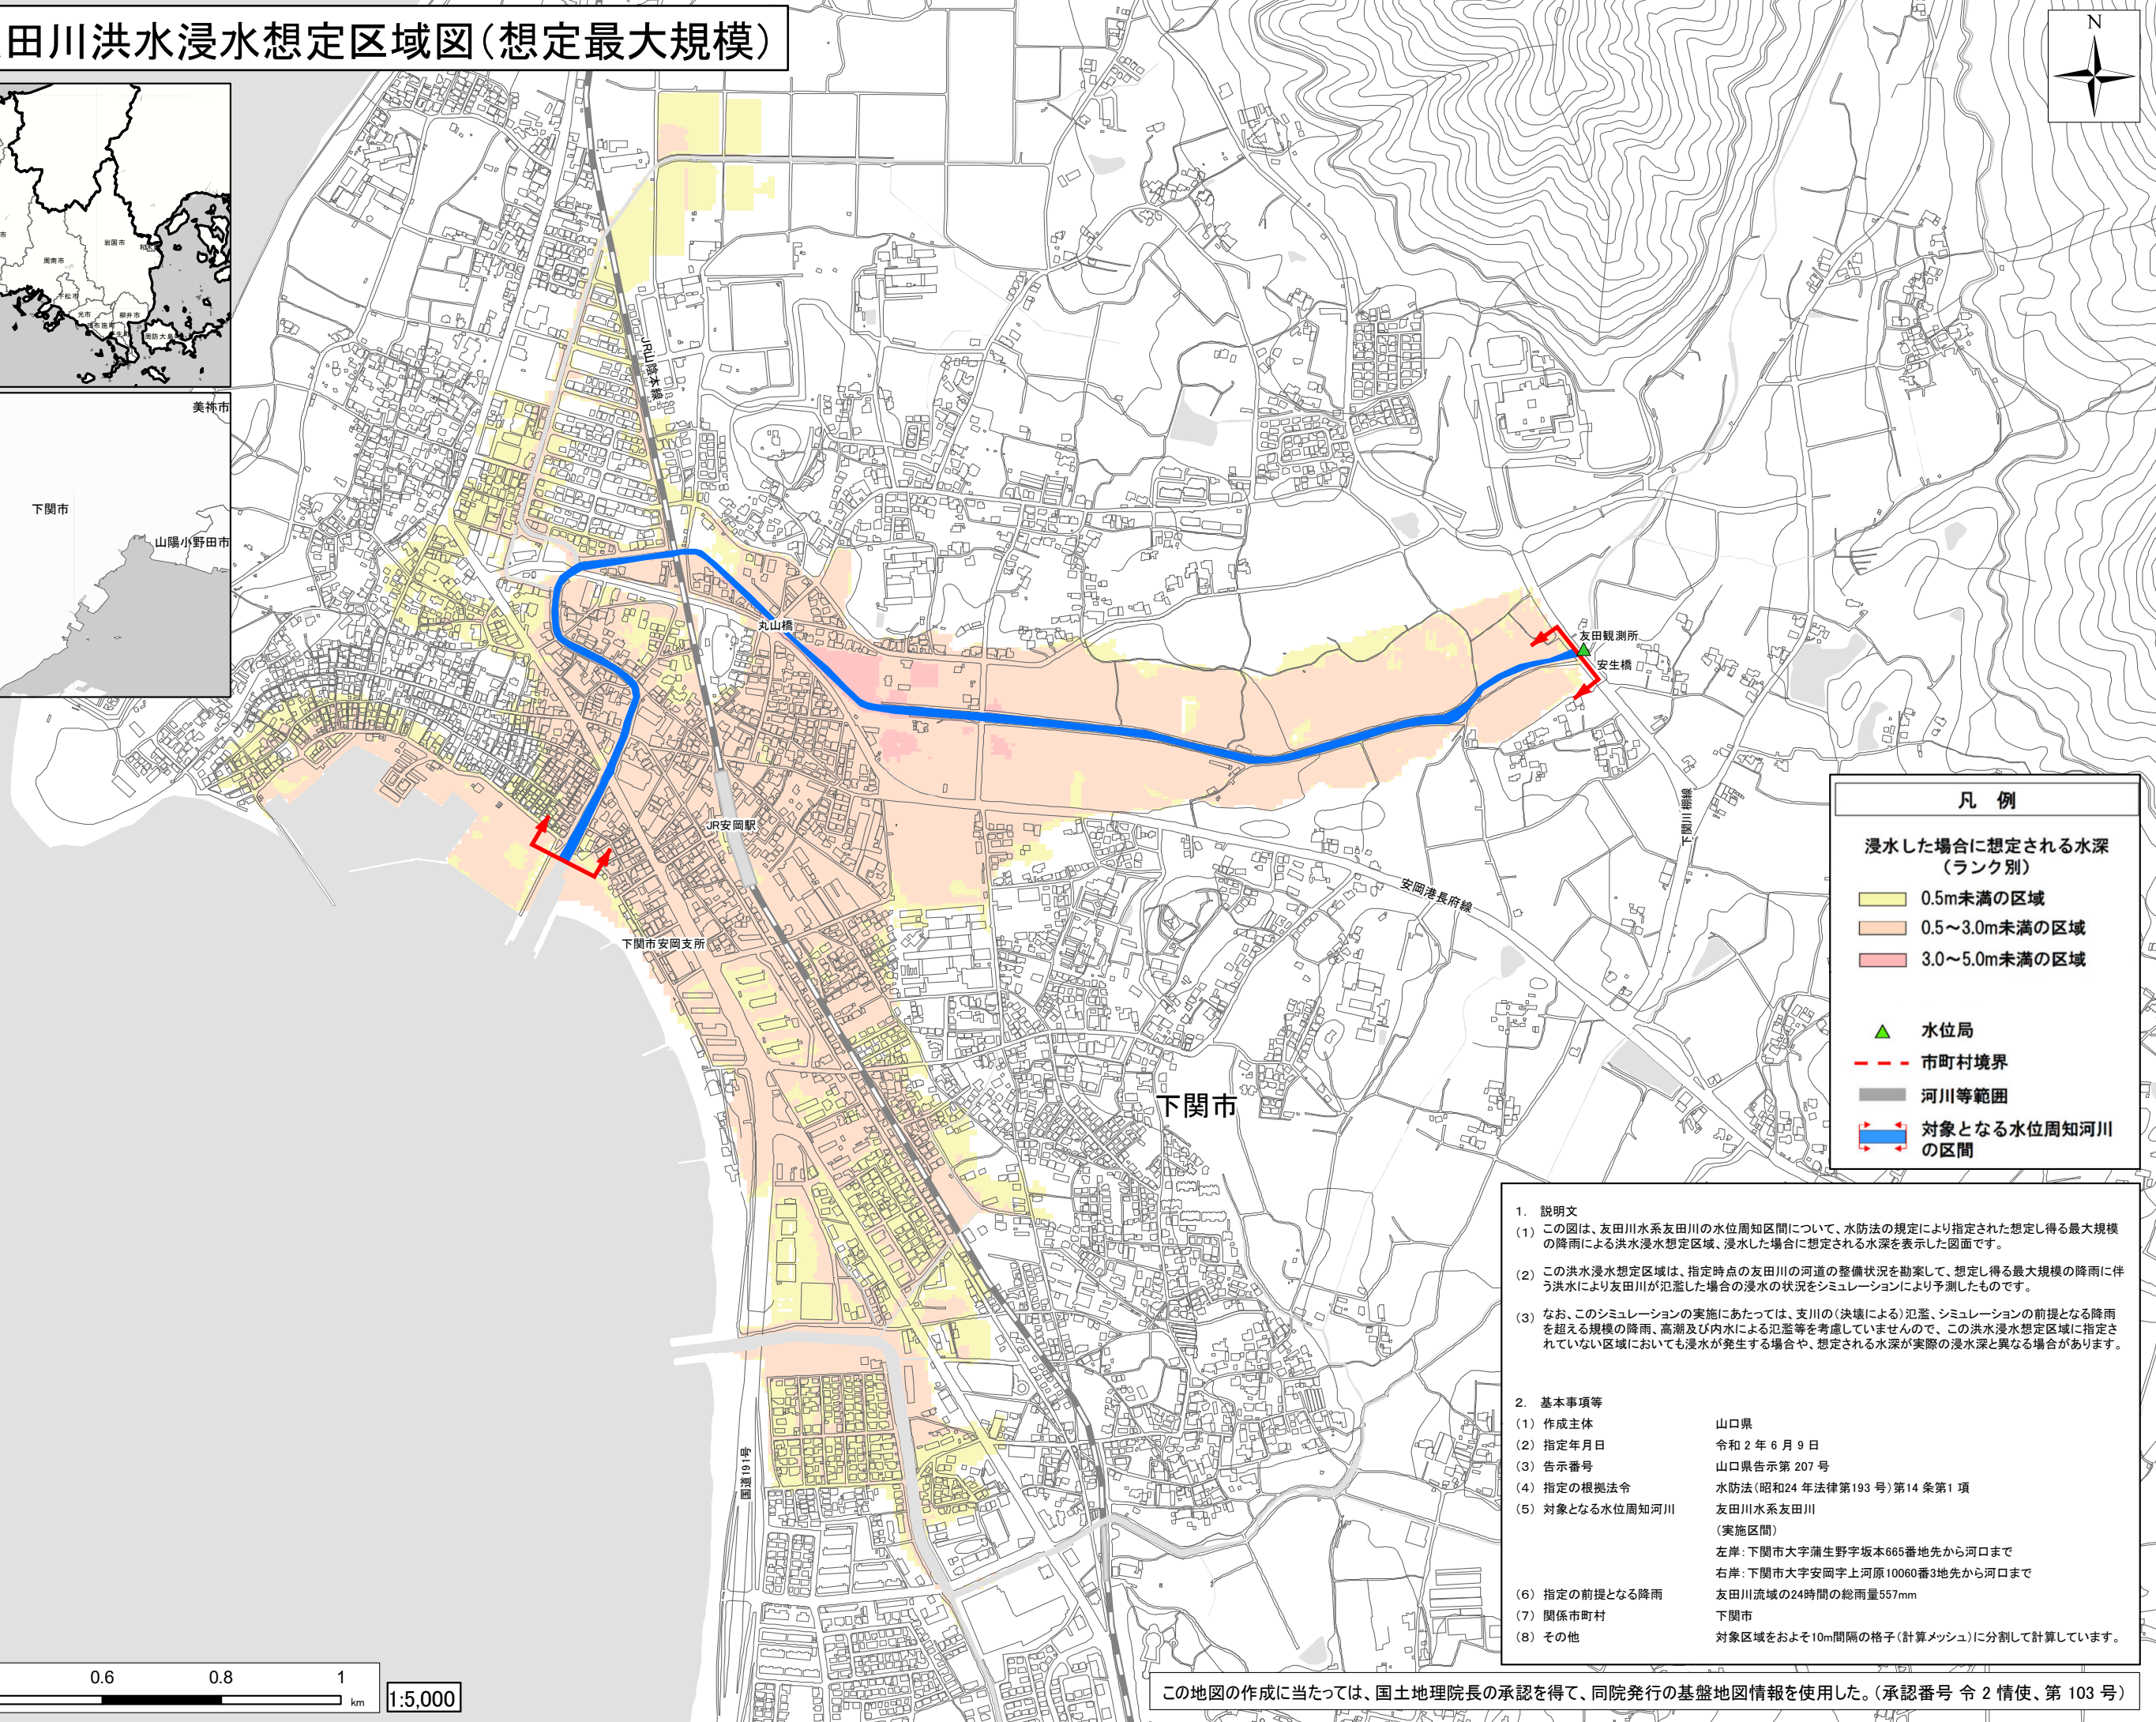 田川洪水浸水想定区域図(想定最大規模)
N
岩国市
周南市
下松市
光市
柳井市
美祢市
下関市
山陽小野田市
JR山陰本線
丸山橋
友田観測所
安生橋
JR安岡駅
下関川棚線
安岡港長府線
下関市安岡支所
下関市
国道191号
凡 例
浸水した場合に想定される水深
(ランク別)
0.5m未満の区域
0.5～3.0m未満の区域
3.0～5.0m未満の区域
水位局
市町村境界
河川等範囲
対象となる水位周知河川
の区間
1. 説明文
(1) この図は、友田川水系友田川の水位周知区間について、水防法の規定により指定された想定し得る最大規模
の降雨による洪水浸水想定区域、浸水した場合に想定される水深を表示した図面です。
(2) この洪水浸水想定区域は、指定時点の友田川の河道の整備状況を勘案して、想定し得る最大規模の降雨に伴
う洪水により友田川が氾濫した場合の浸水の状況をシミュレーションにより予測したものです。
(3) なお、このシミュレーションの実施にあたっては、支川の(決壊による)氾濫、シミュレーションの前提となる降雨
を超える規模の降雨、高潮及び内水による氾濫等を考慮していませんので、この洪水浸水想定区域に指定さ
れていない区域においても浸水が発生する場合や、想定される水深が実際の浸水深と異なる場合があります。
2. 基本事項等
(1) 作成主体 山口県
(2) 指定年月日 令和 2 年 6 月 9 日
(3) 告示番号 山口県告示第 207 号
(4) 指定の根拠法令 水防法(昭和24 年法律第193 号)第14 条第1 項
(5) 対象となる水位周知河川 友田川水系友田川
(実施区間)
左岸:下関市大字蒲生野字坂本665番地先から河口まで
右岸:下関市大字安岡字上河原10060番3地先から河口まで
(6) 指定の前提となる降雨 友田川流域の24時間の総雨量557mm
(7) 関係市町村 下関市
(8) その他 対象区域をおよそ10m間隔の格子(計算メッシュ)に分割して計算しています。
0.6 0.8 1 km
1:5,000
この地図の作成に当たっては、国土地理院長の承認を得て、同院発行の基盤地図情報を使用した。(承認番号 令 2 情使、第 103 号)